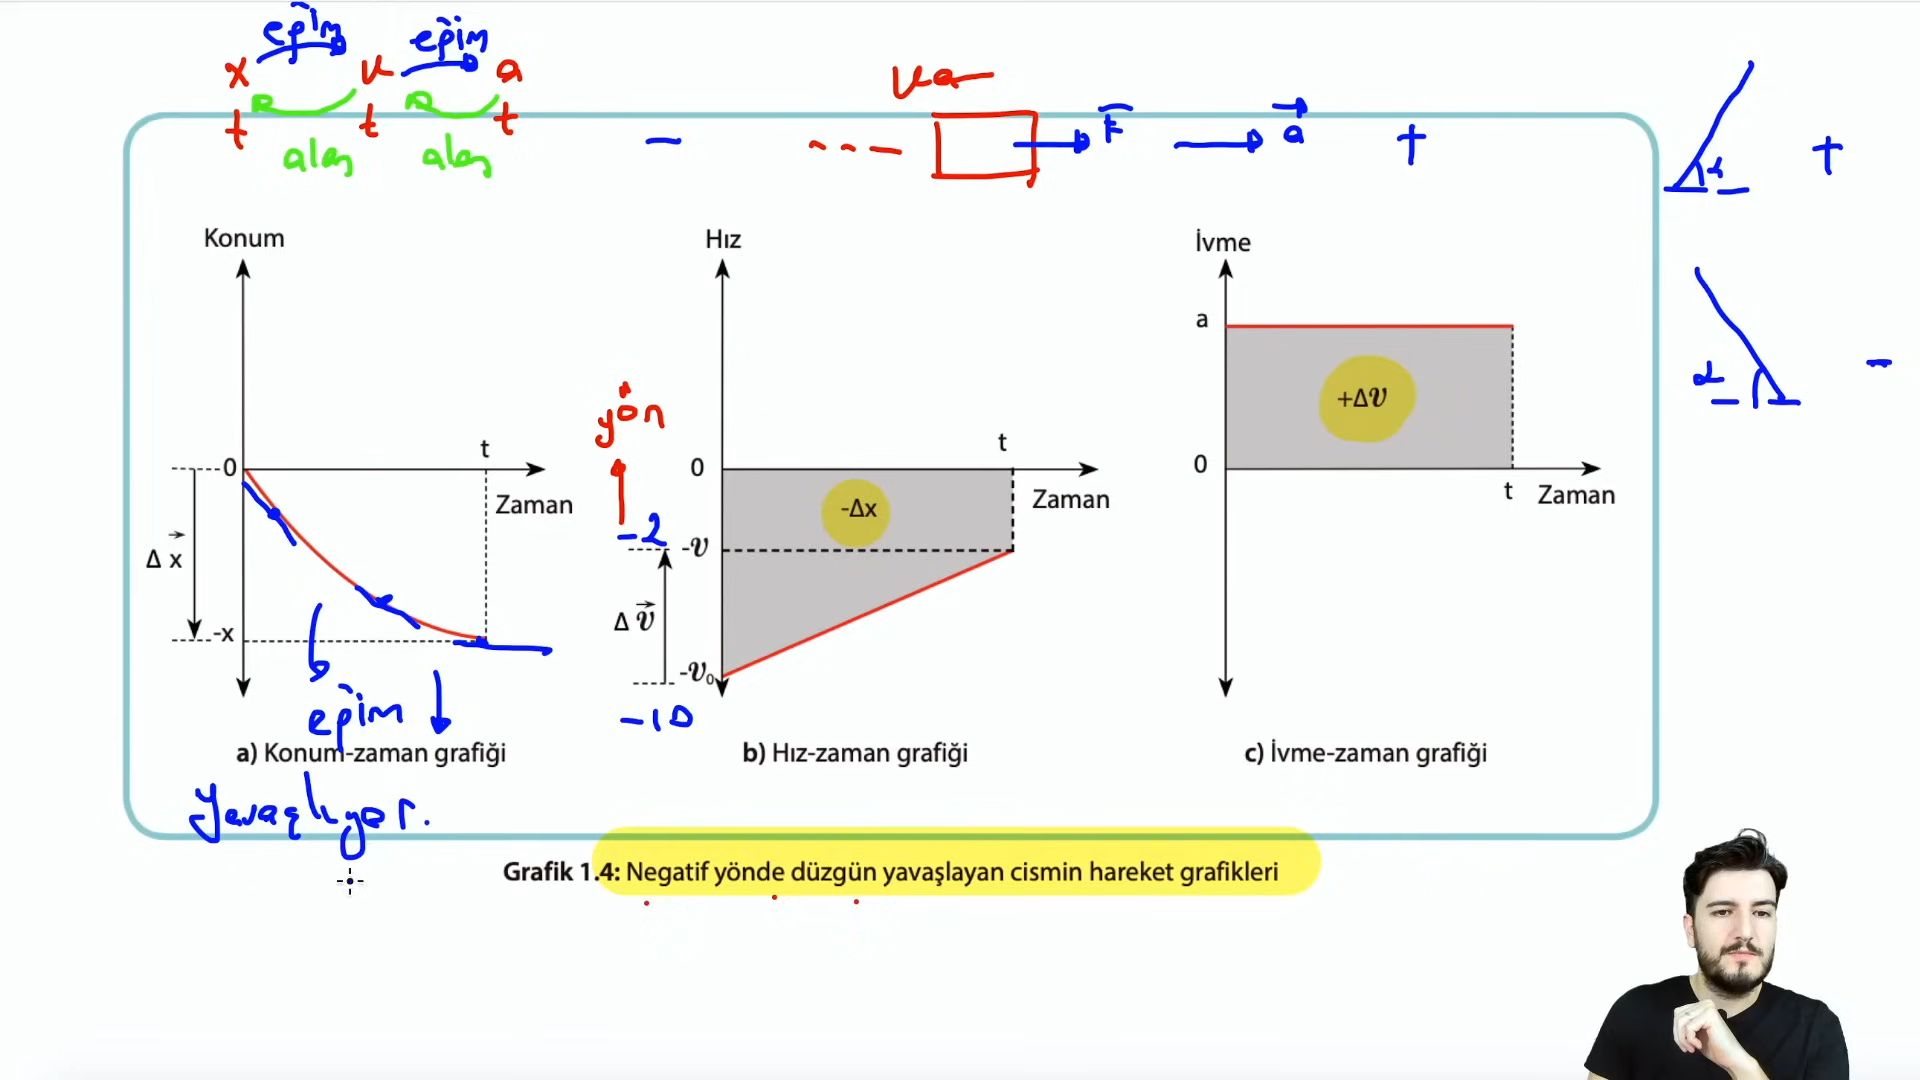 eğim eğim
x v a
t t t
alan alan
- F a +
+
Konum
Hız
İvme
a
+Δv
α
-
yön
t
0
Zaman
Δx
-x
t
0
Zaman
-Δx
-2
-v
Δv
-v₀
-10
0
t Zaman
eğim
a) Konum-zaman grafiği
b) Hız-zaman grafiği
c) İvme-zaman grafiği
Yavaşlıyor.
Grafik 1.4: Negatif yönde düzgün yavaşlayan cismin hareket grafikleri